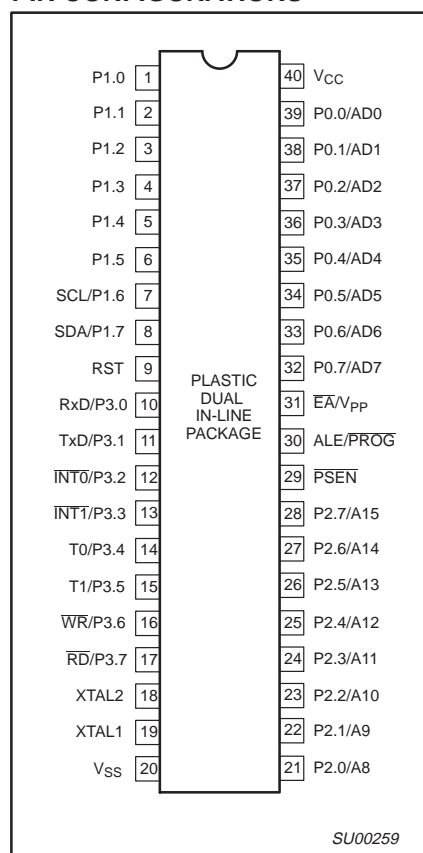 PIN CONFIGURATIONS
P1.0 1
P1.1 2
P1.2 3
P1.3 4
P1.4 5
P1.5 6
SCL/P1.6 7
SDA/P1.7 8
RST 9
RxD/P3.0 10
TxD/P3.1 11
INT0/P3.2 12
INT1/P3.3 13
T0/P3.4 14
T1/P3.5 15
WR/P3.6 16
RD/P3.7 17
XTAL2 18
XTAL1 19
VSS 20
PLASTIC
DUAL
IN-LINE
PACKAGE
40 VCC
39 P0.0/AD0
38 P0.1/AD1
37 P0.2/AD2
36 P0.3/AD3
35 P0.4/AD4
34 P0.5/AD5
33 P0.6/AD6
32 P0.7/AD7
31 EA/VPP
30 ALE/PROG
29 PSEN
28 P2.7/A15
27 P2.6/A14
26 P2.5/A13
25 P2.4/A12
24 P2.3/A11
23 P2.2/A10
22 P2.1/A9
21 P2.0/A8
SU00259